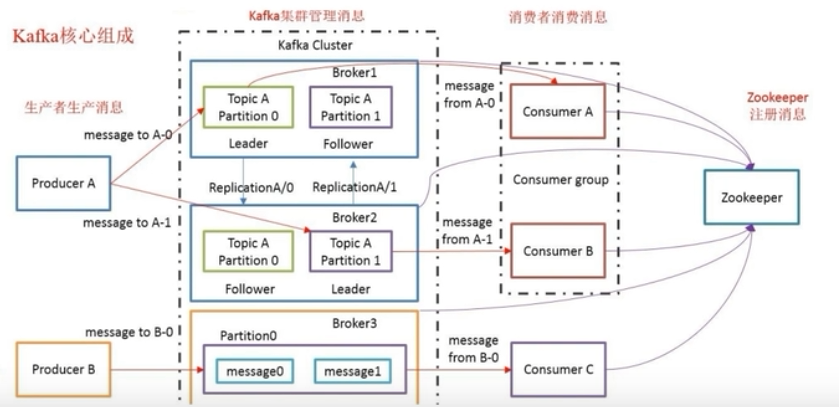 Kafka核心组成
Kafka集群管理消息
消费者消费消息
Kafka Cluster
Broker1
Topic A
Partition 0
Topic A
Partition 1
Leader
Follower
生产者生产消息
message to A-0
Producer A
message to A-1
ReplicationA/0
ReplicationA/1
Broker2
Topic A
Partition 0
Topic A
Partition 1
Follower
Leader
message to B-0
Producer B
Broker3
Partition0
message0
message1
message
from A-0
Consumer A
Consumer group
message
from A-1
Consumer B
message
from B-0
Consumer C
Zookeeper
注册消息
Zookeeper